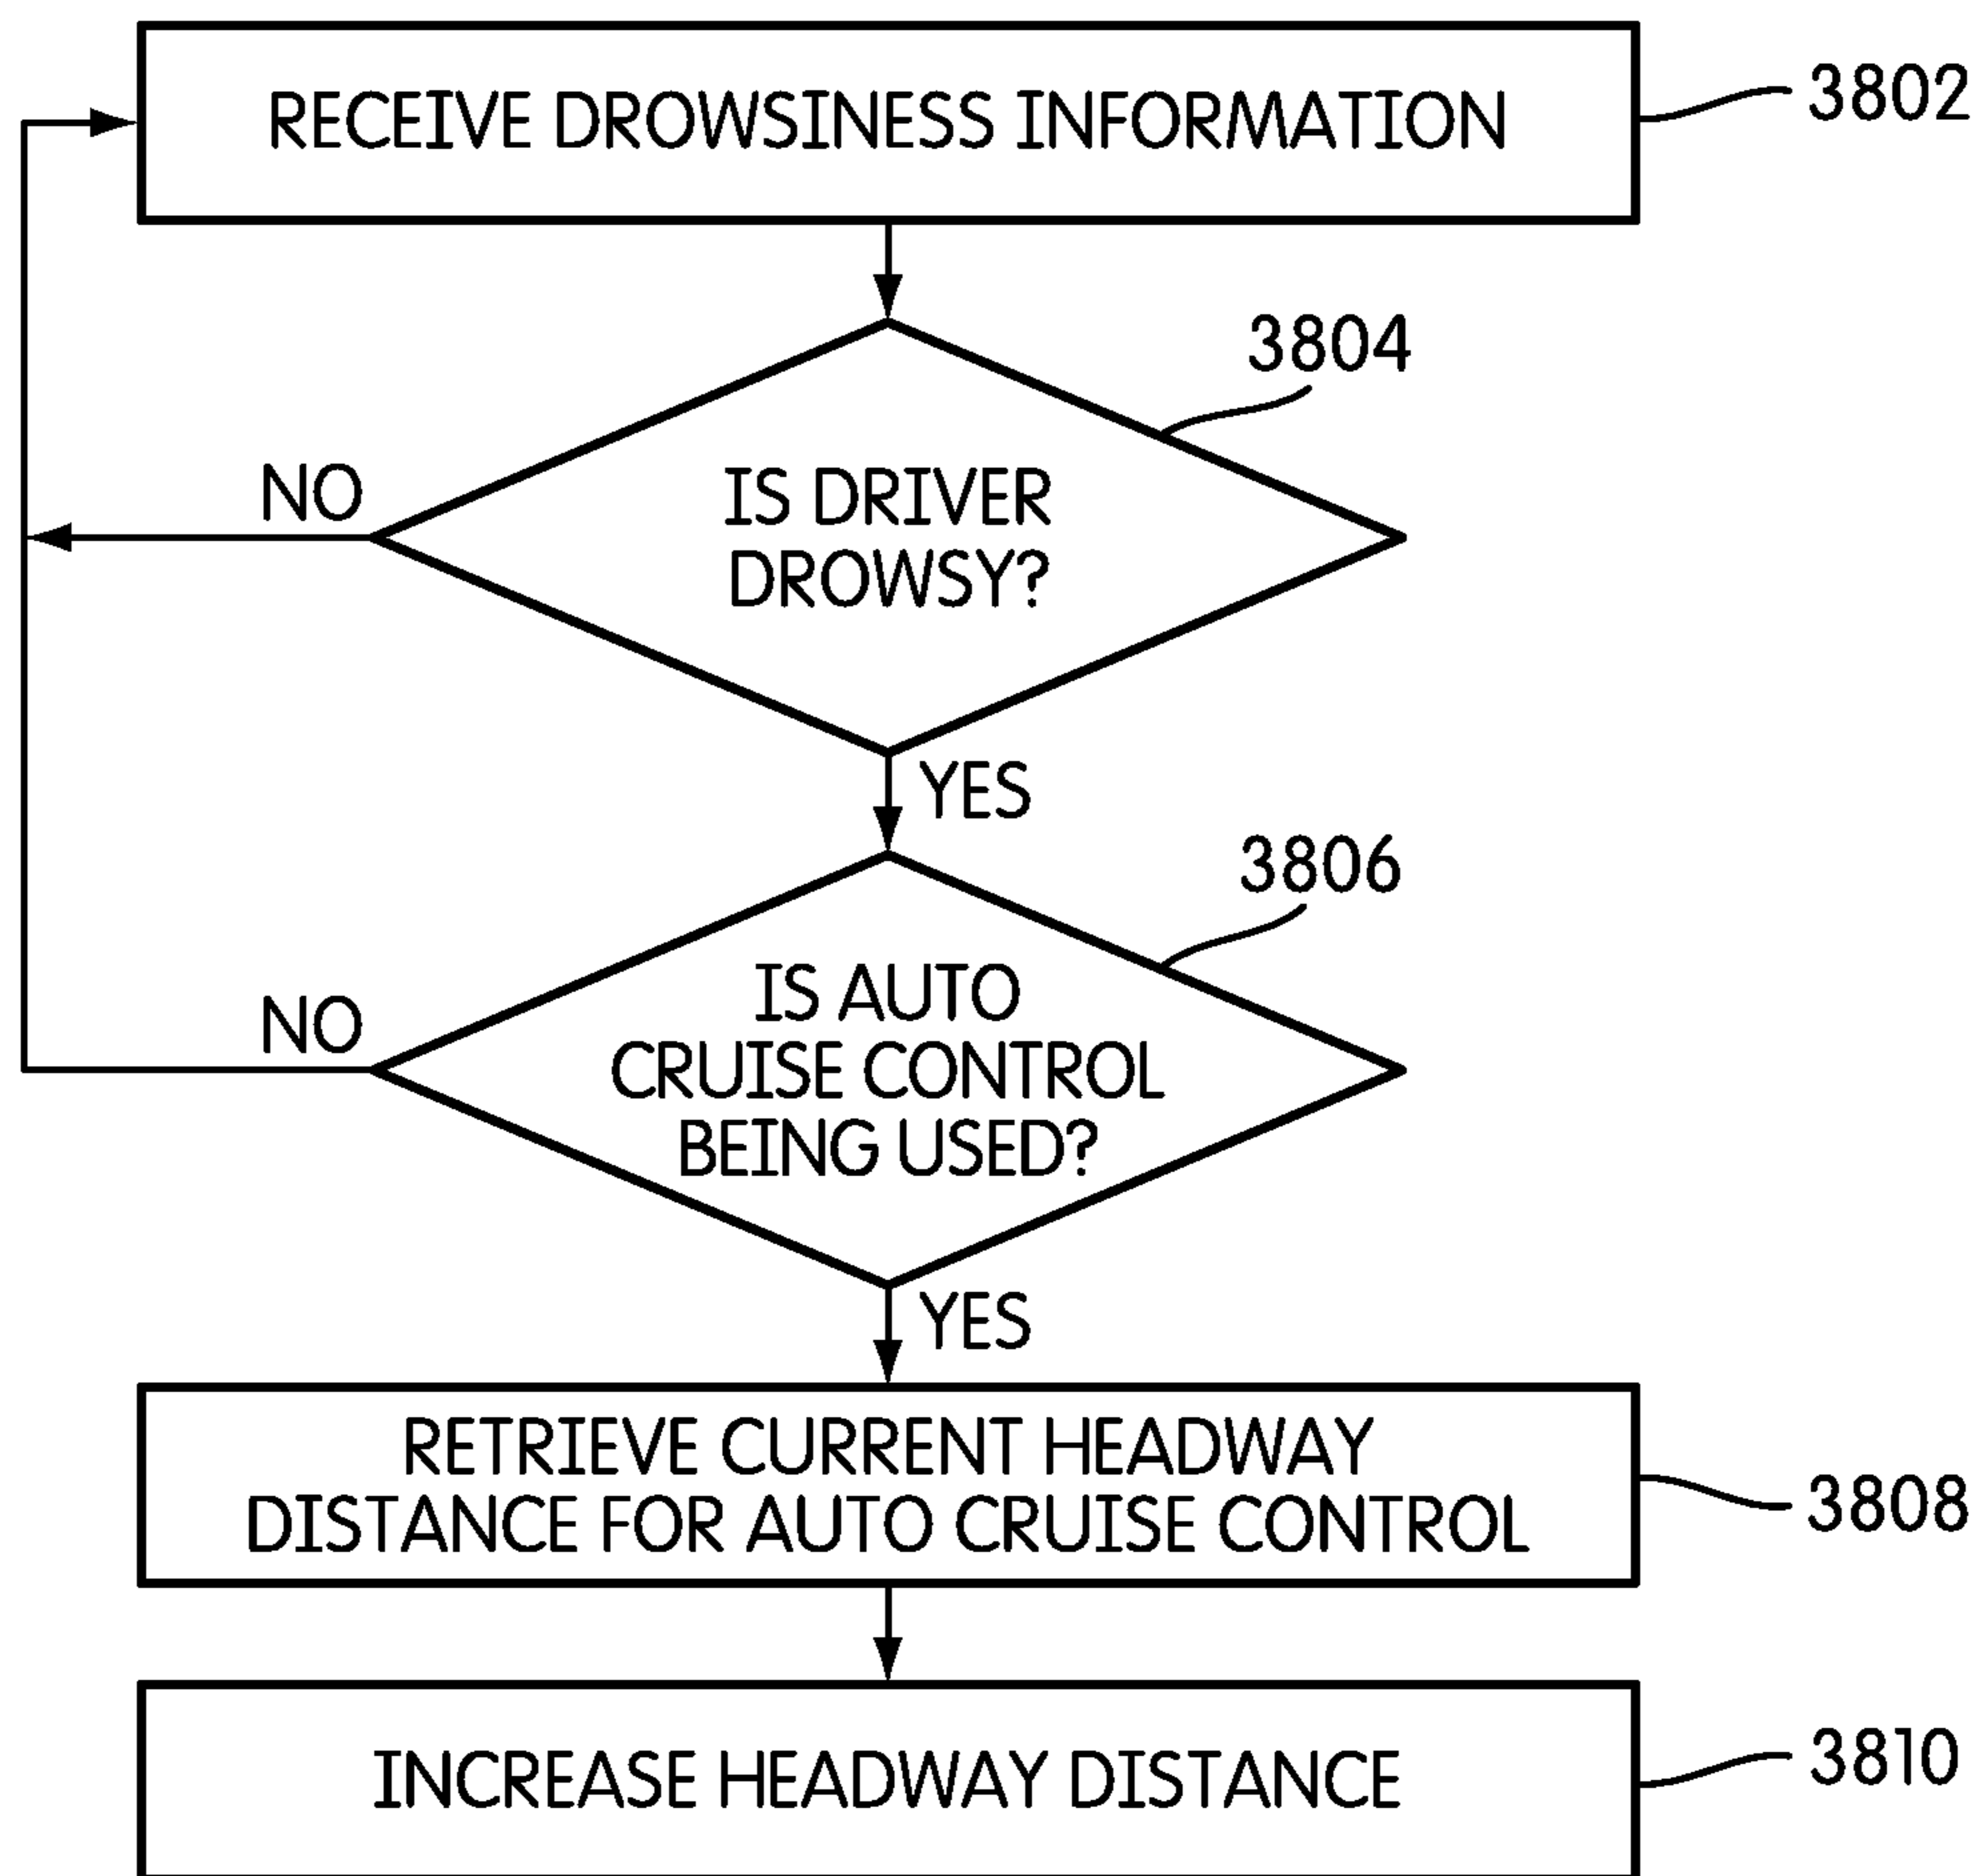 RECEIVE DROWSINESS INFORMATION
3802
3804
IS DRIVER
DROWSY?
NO
YES
3806
IS AUTO
CRUISE CONTROL
BEING USED?
NO
YES
RETRIEVE CURRENT HEADWAY
DISTANCE FOR AUTO CRUISE CONTROL
3808
INCREASE HEADWAY DISTANCE
3810